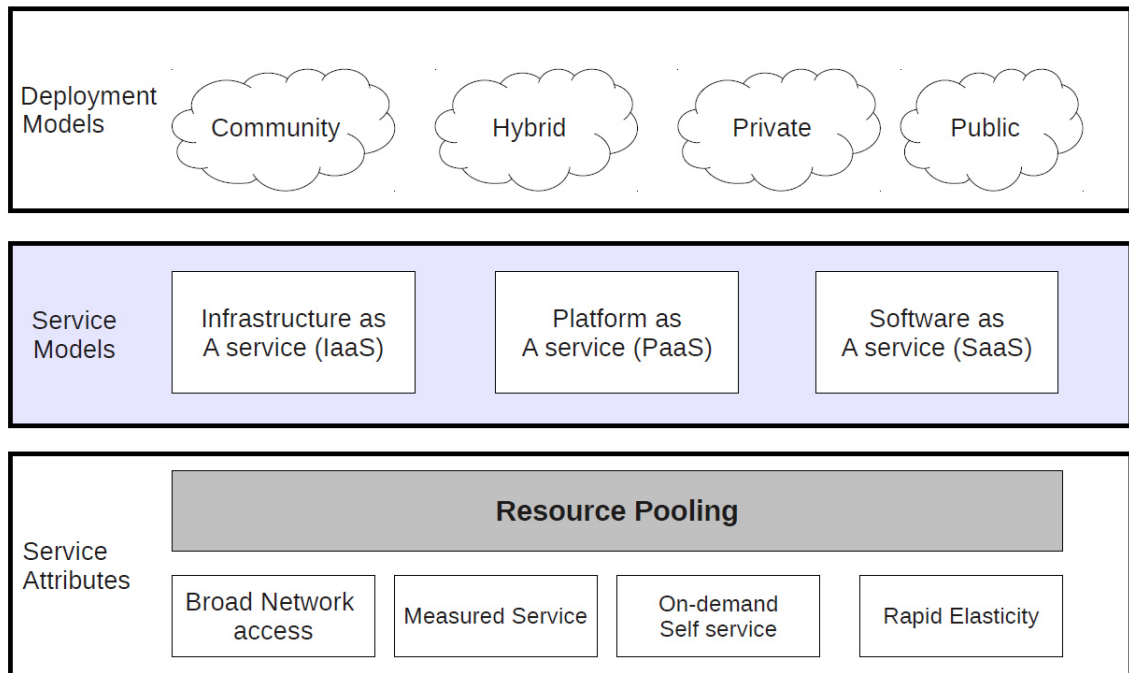 Deployment
Models
Community
Hybrid
Private
Public
Service
Models
Infrastructure as
A service (IaaS)
Platform as
A service (PaaS)
Software as
A service (SaaS)
Service
Attributes
Resource Pooling
Broad Network
access
Measured Service
On-demand
Self service
Rapid Elasticity